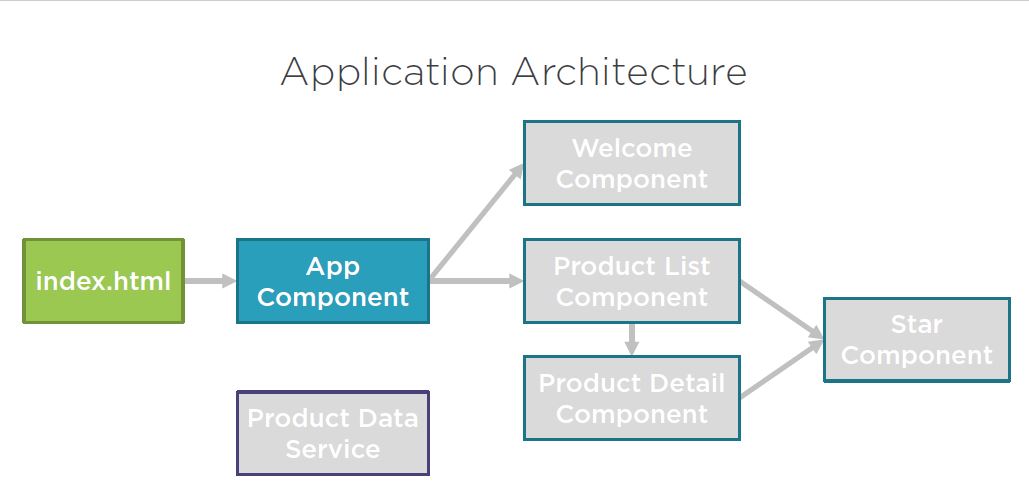 Application Architecture
Welcome
Component
index.html
App
Component
Product List
Component
Star
Component
Product Detail
Component
Product Data
Service